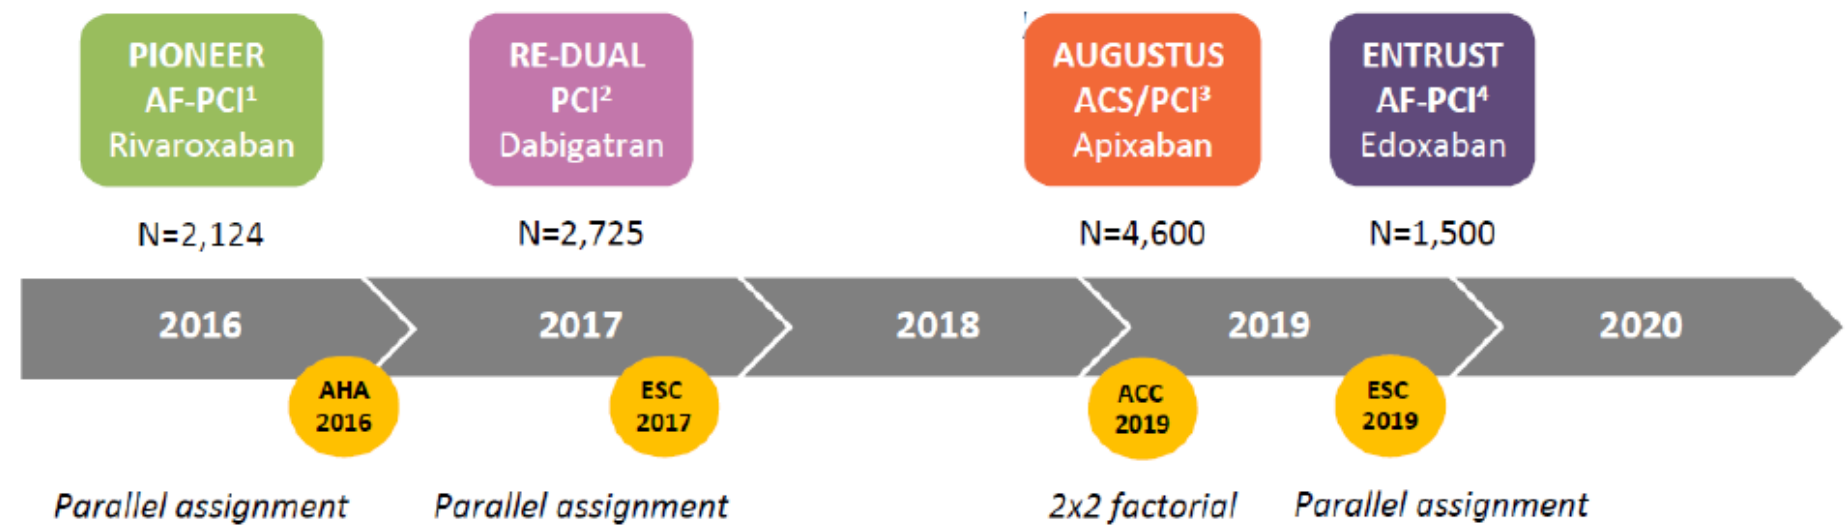 PIONEER
AF-PCI¹
Rivaroxaban
RE-DUAL
PCI²
Dabigatran
AUGUSTUS
ACS/PCI³
Apixaban
ENTRUST
AF-PCI⁴
Edoxaban
N=2,124
N=2,725
N=4,600
N=1,500
2016
2017
2018
2019
2020
AHA
2016
ESC
2017
ACC
2019
ESC
2019
Parallel assignment
Parallel assignment
2x2 factorial
Parallel assignment